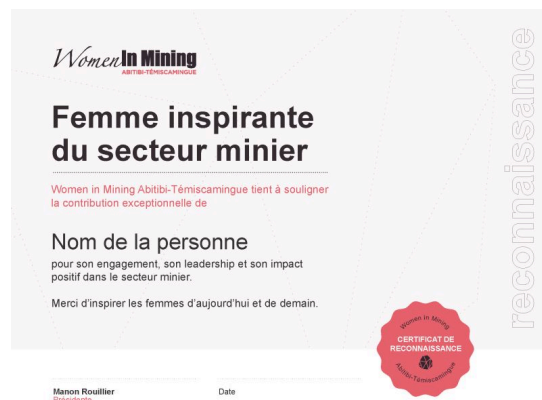 Women In Mining
ABITIBI-TÉMISCAMINGUE
Femme inspirante
du secteur minier
Women in Mining Abitibi-Témiscamingue tient à souligner
la contribution exceptionnelle de
Nom de la personne
pour son engagement, son leadership et son impact
positif dans le secteur minier.
Merci d'inspirer les femmes d'aujourd'hui et de demain.
reconnaissance
Women in Mining
CERTIFICAT DE
RECONNAISSANCE
Abitibi-Témiscamingue
Manon Rouillier
Présidente
Date